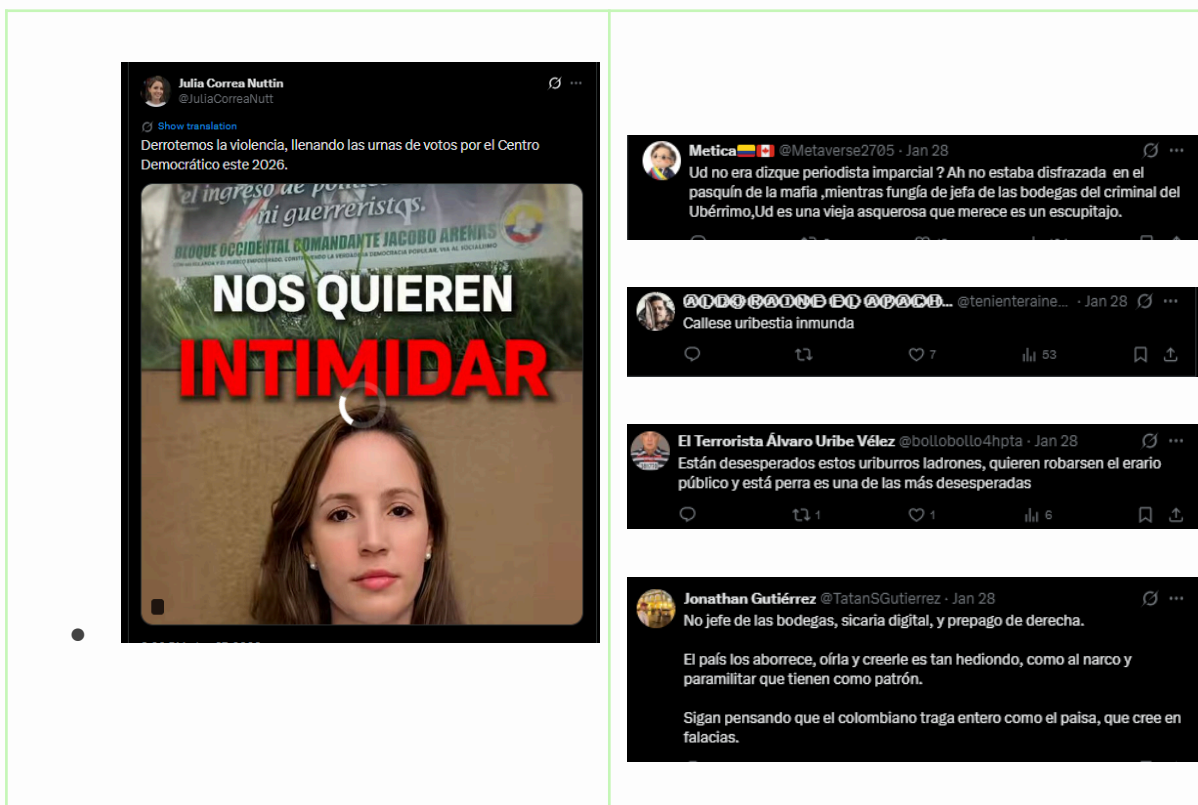 Julia Correa Nuttin
@JuliaCorreaNutt
Show translation
Derrotemos la violencia, llenando las urnas de votos por el Centro
Democrático este 2026.
el ingreso de
ni guerreristas.
BLOQUE OCCIDENTAL COMANDANTE JACOBO ARENAS
NOS QUIEREN
INTIMIDAR
Metica🇨🇴🇨🇦 @Metaverse2705 · Jan 28
Ud no era dizque periodista imparcial ? Ah no estaba disfrazada en el
pasquín de la mafia ,mientras fungía de jefa de las bodegas del criminal del
Ubérrimo,Ud es una vieja asquerosa que merece es un escupitajo.
ⒶⓁⒹⓄ ⓇⒶⒾⓃⒺ ⒺⓁ ⒶⓅⒶⒸⒽ... @tenienteraine... · Jan 28
Callese uribestia inmunda
7 53
El Terrorista Álvaro Uribe Vélez @bollobollo4hpta · Jan 28
Están desesperados estos uriburros ladrones, quieren robarsen el erario
público y está perra es una de las más desesperadas
1 1 6
Jonathan Gutiérrez @TatanSGutierrez · Jan 28
No jefe de las bodegas, sicaria digital, y prepago de derecha.
El país los aborrece, oírla y creerle es tan hediondo, como al narco y
paramilitar que tienen como patrón.
Sigan pensando que el colombiano traga entero como el paisa, que cree en
falacias.